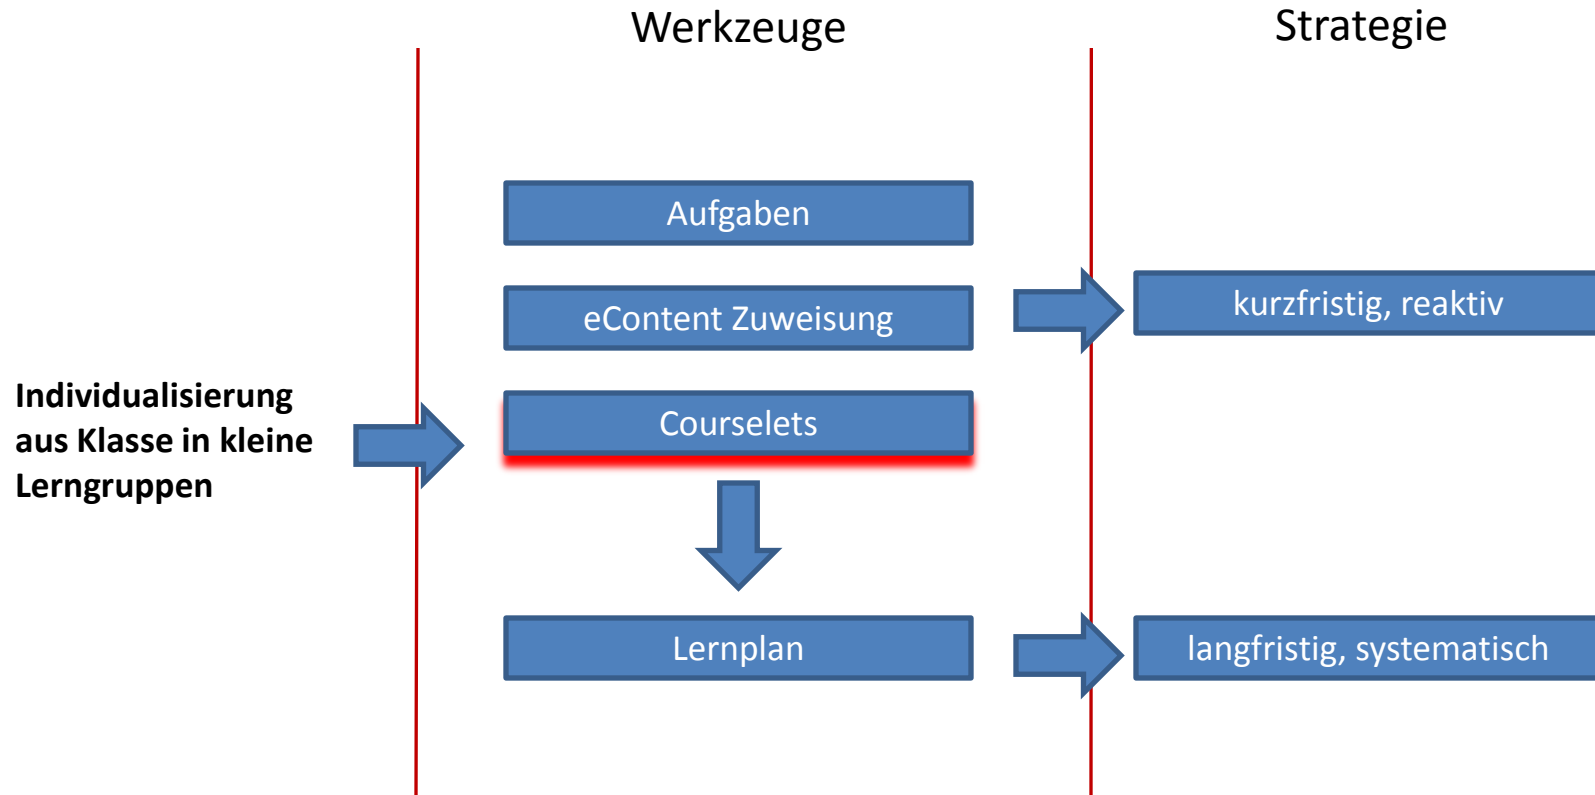 Werkzeuge
Strategie
Aufgaben
eContent Zuweisung
kurzfristig, reaktiv
Individualisierung
aus Klasse in kleine
Lerngruppen
Courselets
Lernplan
langfristig, systematisch